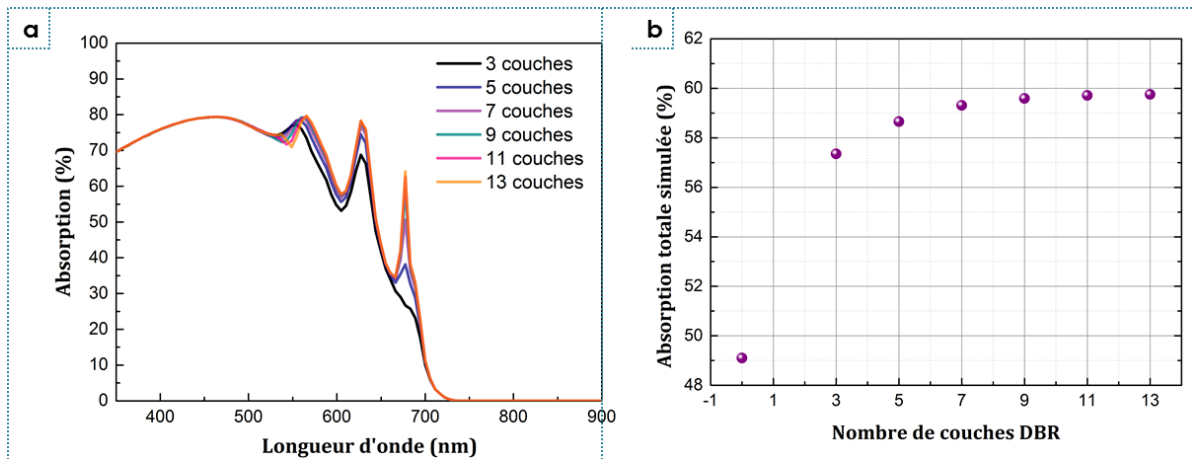 a
Absorption (%)
100
90
80
70
60
50
40
30
20
10
0
3 couches
5 couches
7 couches
9 couches
11 couches
13 couches
400 500 600 700 800 900
Longueur d'onde (nm)
b
Absorption totale simulée (%)
62
60
58
56
54
52
50
48
-1 1 3 5 7 9 11 13
Nombre de couches DBR